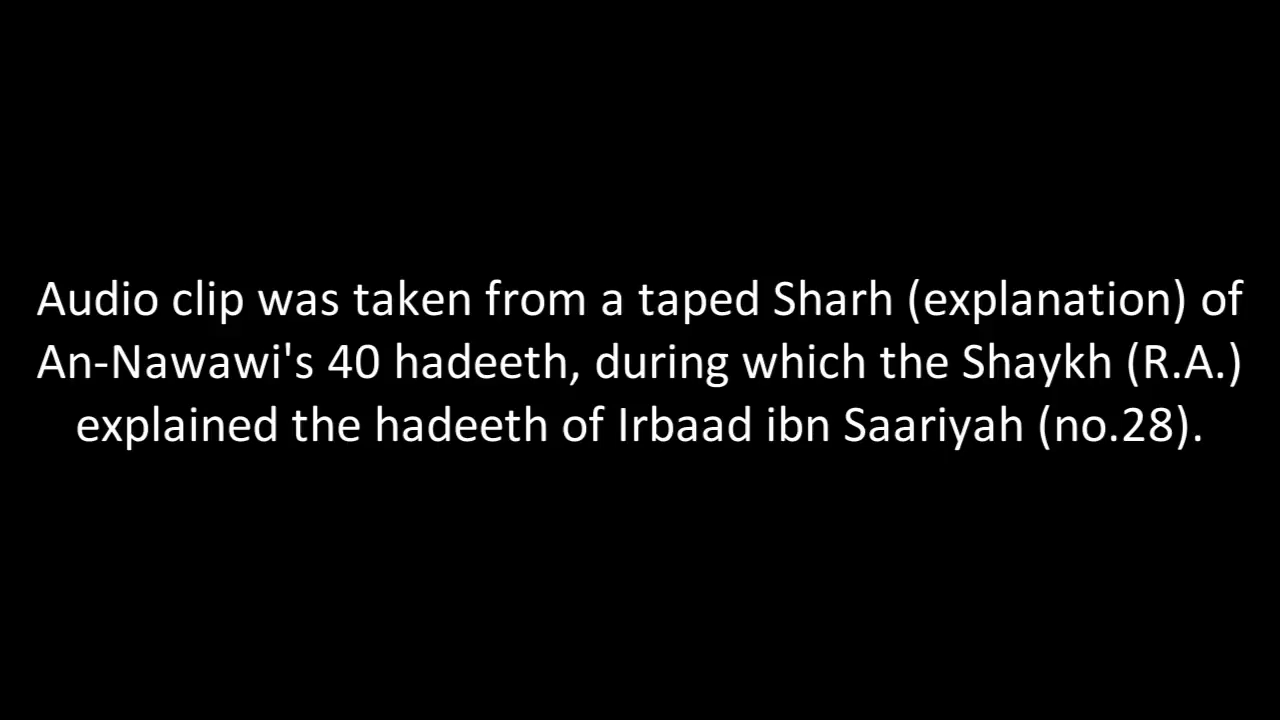 Audio clip was taken from a taped Sharh (explanation) of
An-Nawawi's 40 hadeeth, during which the Shaykh (R.A.)
explained the hadeeth of Irbaad ibn Saariyah (no.28).